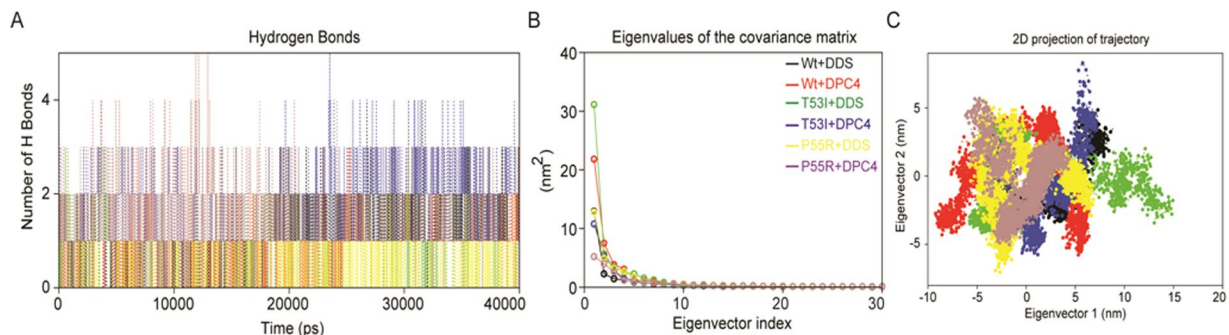 A
Hydrogen Bonds
Number of H Bonds
4
2
0
0
10000
20000
30000
40000
Time (ps)
B
Eigenvalues of the covariance matrix
(nm²)
40
30
20
10
0
Wt+DDS
Wt+DPC4
T53I+DDS
T53I+DPC4
P55R+DDS
P55R+DPC4
0
10
20
30
Eigenvector index
C
2D projection of trajectory
Eigenvector 2 (nm)
5
0
-5
-10
-5
0
5
10
15
20
Eigenvector 1 (nm)